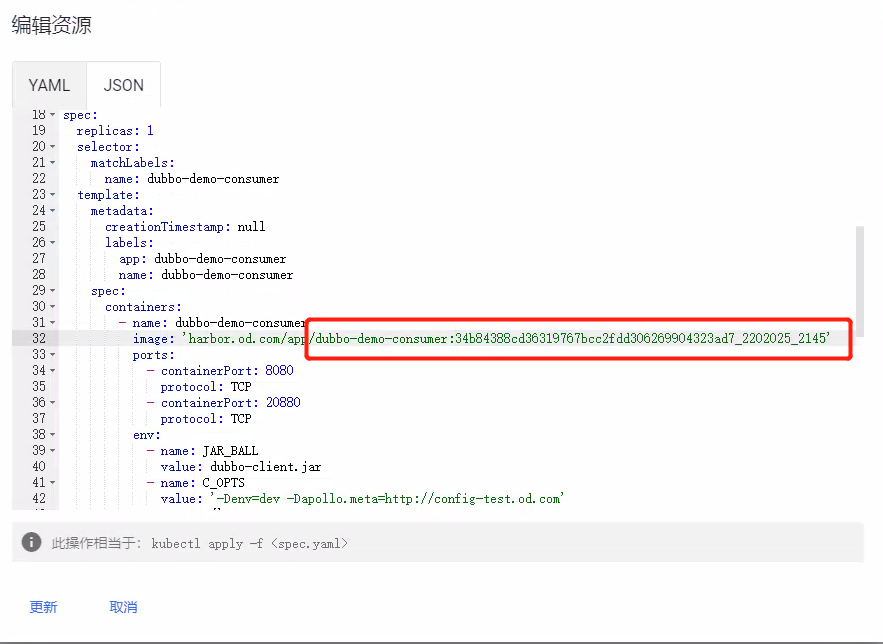 编辑资源
YAML JSON
18 spec:
19 replicas: 1
20 selector:
21 matchLabels:
22 name: dubbo-demo-consumer
23 template:
24 metadata:
25 creationTimestamp: null
26 labels:
27 app: dubbo-demo-consumer
28 name: dubbo-demo-consumer
29 spec:
30 containers:
31 - name: dubbo-demo-consumer
32 image: 'harbor.od.com/app/dubbo-demo-consumer:34b84388cd36319767bcc2fdd306269904323ad7_2202025_2145'
33 ports:
34 - containerPort: 8080
35 protocol: TCP
36 - containerPort: 20880
37 protocol: TCP
38 env:
39 - name: JAR_BALL
40 value: dubbo-client.jar
41 - name: C_OPTS
42 value: '-Denv=dev -Dapollo.meta=http://config-test.od.com'
此操作相当于: kubectl apply -f <spec.yaml>
更新 取消